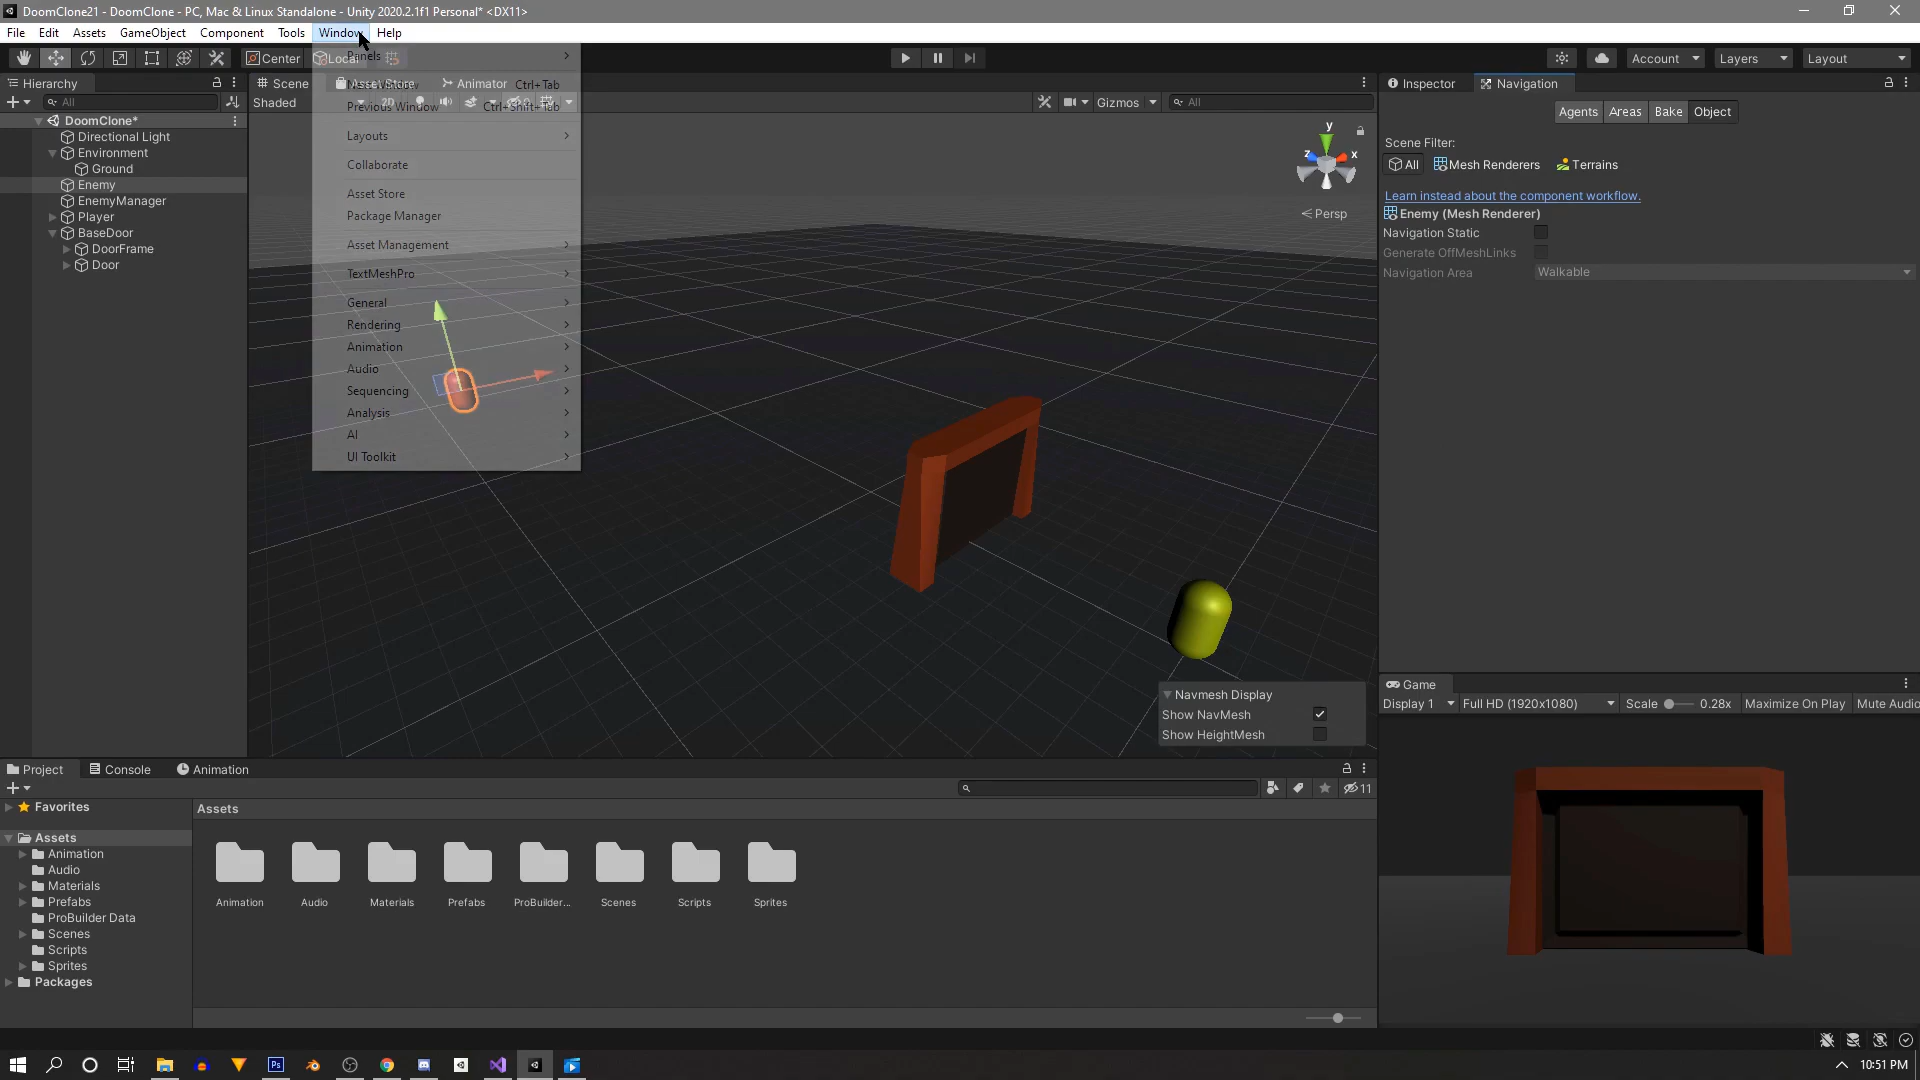 DoomClone21 - DoomClone - PC, Mac & Linux Standalone - Unity 2020.2.1f1 Personal* <DX11>
File Edit Assets GameObject Component Tools Window Help
Center Local Account Layers Layout
Hierarchy
All
DoomClone*
Directional Light
Environment
Ground
Enemy
EnemyManager
Player
BaseDoor
DoorFrame
Door
Scene Asset Store Animator
Shaded 2D Gizmos All
Panels
Next Window Ctrl+Tab
Previous Window Ctrl+Shift+Tab
Layouts
Collaborate
Asset Store
Package Manager
Asset Management
TextMeshPro
General
Rendering
Animation
Audio
Sequencing
Analysis
AI
UI Toolkit
y
z x
Persp
Navmesh Display
Show NavMesh
Show HeightMesh
Inspector Navigation
Agents Areas Bake Object
Scene Filter:
All Mesh Renderers Terrains
Learn instead about the component workflow.
Enemy (Mesh Renderer)
Navigation Static
Generate OffMeshLinks
Navigation Area Walkable
Game
Display 1 Full HD (1920x1080) Scale 0.28x Maximize On Play Mute Audio
Project Console Animation
11
Favorites
Assets
Animation
Audio
Materials
Prefabs
ProBuilder Data
Scenes
Scripts
Sprites
Packages
Assets
Animation Audio Materials Prefabs ProBuilder... Scenes Scripts Sprites
Ps
10:51 PM